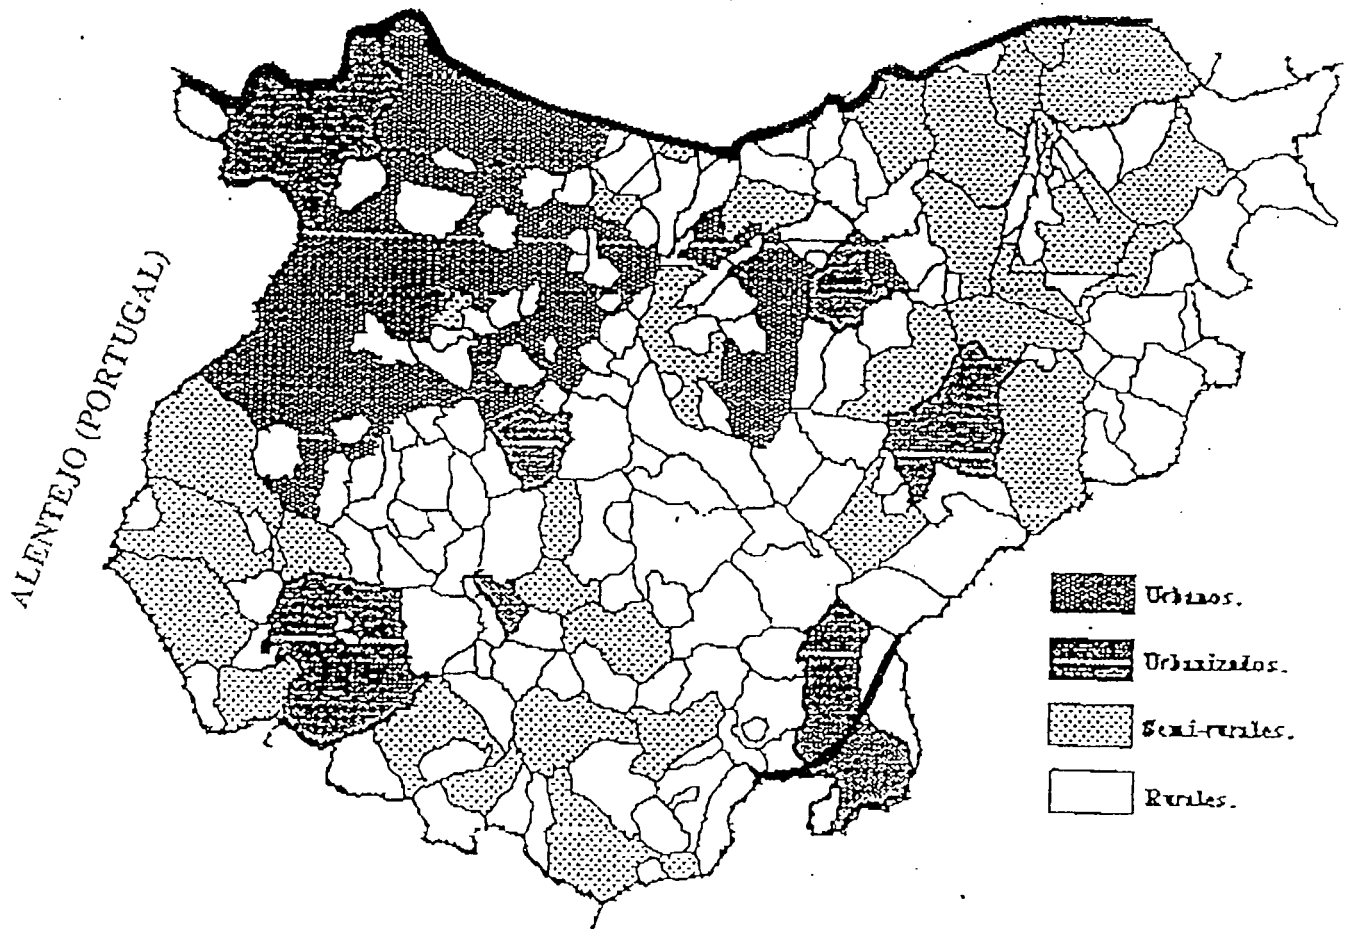 ALENTEJO (PORTUGAL)
Urbanos.
Urbanizados.
Semi-rurales.
Rurales.